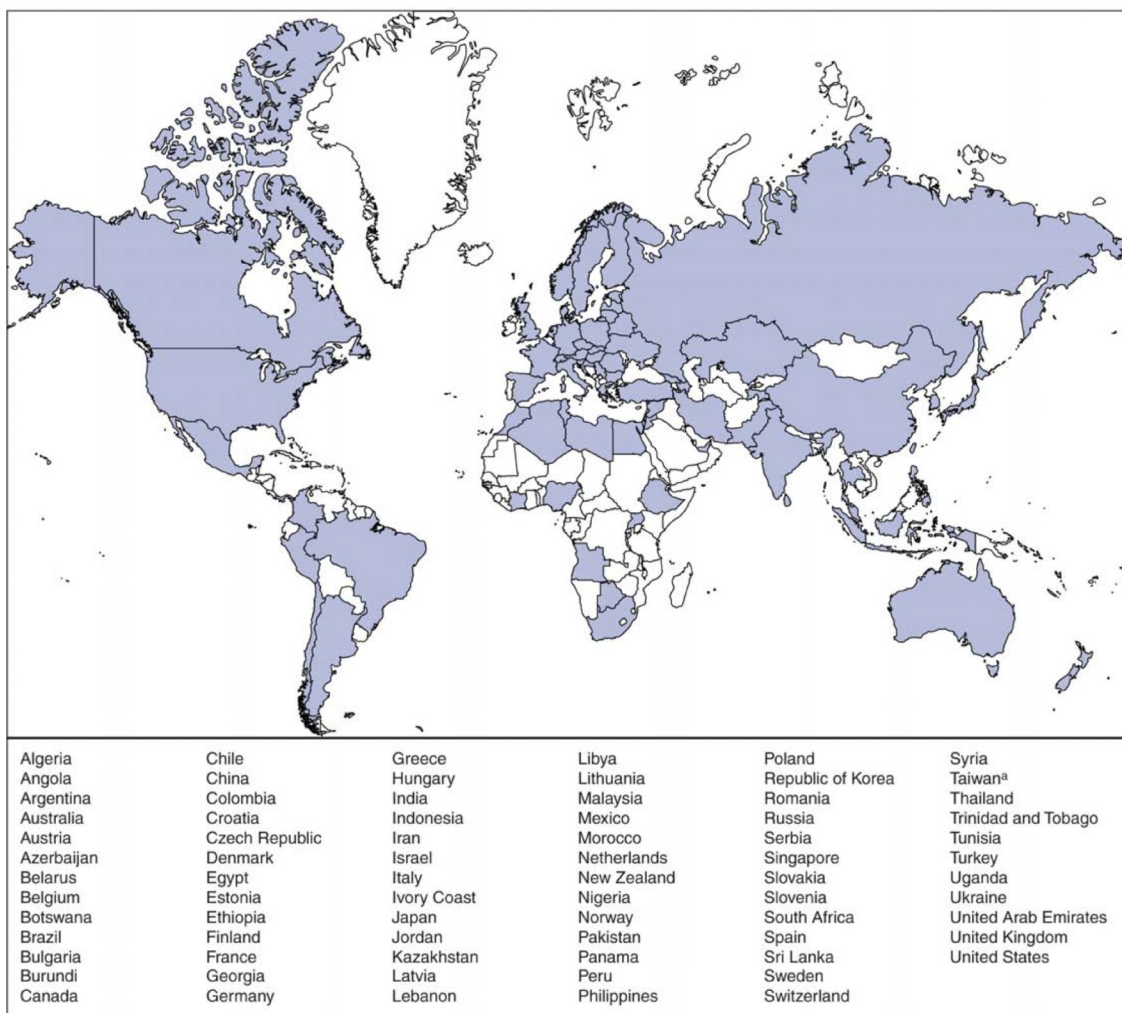 Algeria
Angola
Argentina
Australia
Austria
Azerbaijan
Belarus
Belgium
Botswana
Brazil
Bulgaria
Burundi
Canada
Chile
China
Colombia
Croatia
Czech Republic
Denmark
Egypt
Estonia
Ethiopia
Finland
France
Georgia
Germany
Greece
Hungary
India
Indonesia
Iran
Israel
Italy
Ivory Coast
Japan
Jordan
Kazakhstan
Latvia
Lebanon
Libya
Lithuania
Malaysia
Mexico
Morocco
Netherlands
New Zealand
Nigeria
Norway
Pakistan
Panama
Peru
Philippines
Poland
Republic of Korea
Romania
Russia
Serbia
Singapore
Slovakia
Slovenia
South Africa
Spain
Sri Lanka
Sweden
Switzerland
Syria
Taiwanᵃ
Thailand
Trinidad and Tobago
Tunisia
Turkey
Uganda
Ukraine
United Arab Emirates
United Kingdom
United States